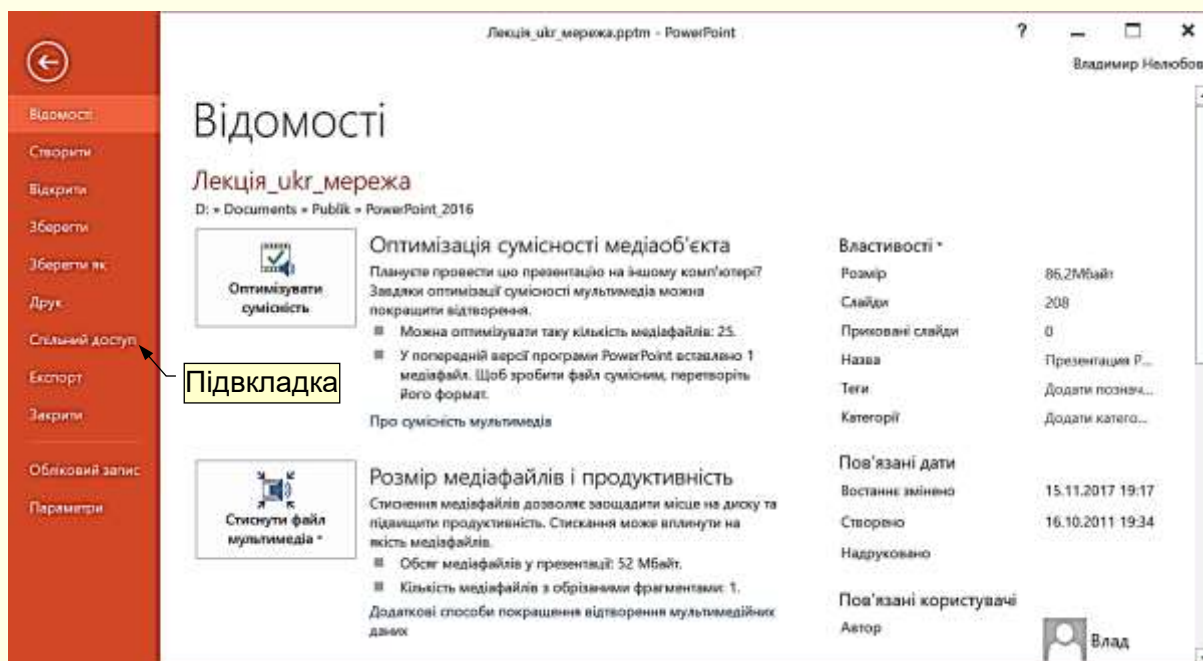 Лекція_ukr_мережа.pptm - PowerPoint
?
Владимир Нелюбов
Відомості
Створити
Відкрити
Зберегти
Зберегти як
Друк
Спільний доступ
Експорт
Закрити
Обліковий запис
Параметри
Підвкладка
Відомості
Лекція_ukr_мережа
D: » Documents » Publik » PowerPoint_2016
Оптимізувати
сумісність
Оптимізація сумісності медіаоб'єкта
Плануєте провести цю презентацію на іншому комп'ютері?
Завдяки оптимізації сумісності мультимедіа можна
покращити відтворення.
Можна оптимізувати таку кількість медіафайлів: 25.
У попередній версії програми PowerPoint вставлено 1
медіафайл. Щоб зробити файл сумісним, перетворіть
його формат.
Про сумісність мультимедіа
Стиснути файл
мультимедіа
Розмір медіафайлів і продуктивність
Стиснення медіафайлів дозволяє заощадити місце на диску та
підвищити продуктивність. Стискання може вплинути на
якість медіафайлів.
Обсяг медіафайлів у презентації: 52 Мбайт.
Кількість медіафайлів з обрізаними фрагментами: 1.
Додаткові способи покращення відтворення мультимедійних
даних
Властивості
Розмір 86,2Мбайт
Слайди 208
Приховані слайди 0
Назва Презентация P...
Теги Додати познач...
Категорії Додати катего...
Пов'язані дати
Востаннє змінено 15.11.2017 19:17
Створено 16.10.2011 19:34
Надруковано
Пов'язані користувачі
Автор Влад